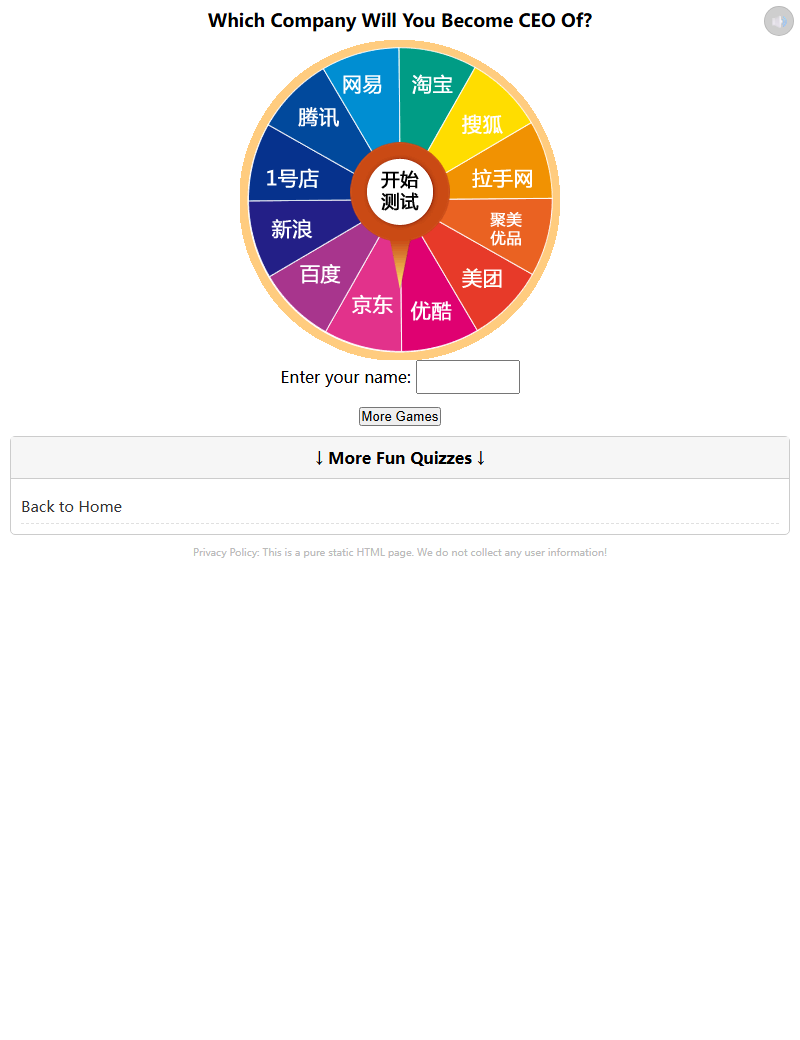 Which Company Will You Become CEO Of?
网易
淘宝
腾讯
搜狐
1号店
开始
测试
拉手网
新浪
聚美
优品
百度
美团
京东
优酷
Enter your name:
More Games
↓ More Fun Quizzes ↓
Back to Home
Privacy Policy: This is a pure static HTML page. We do not collect any user information!